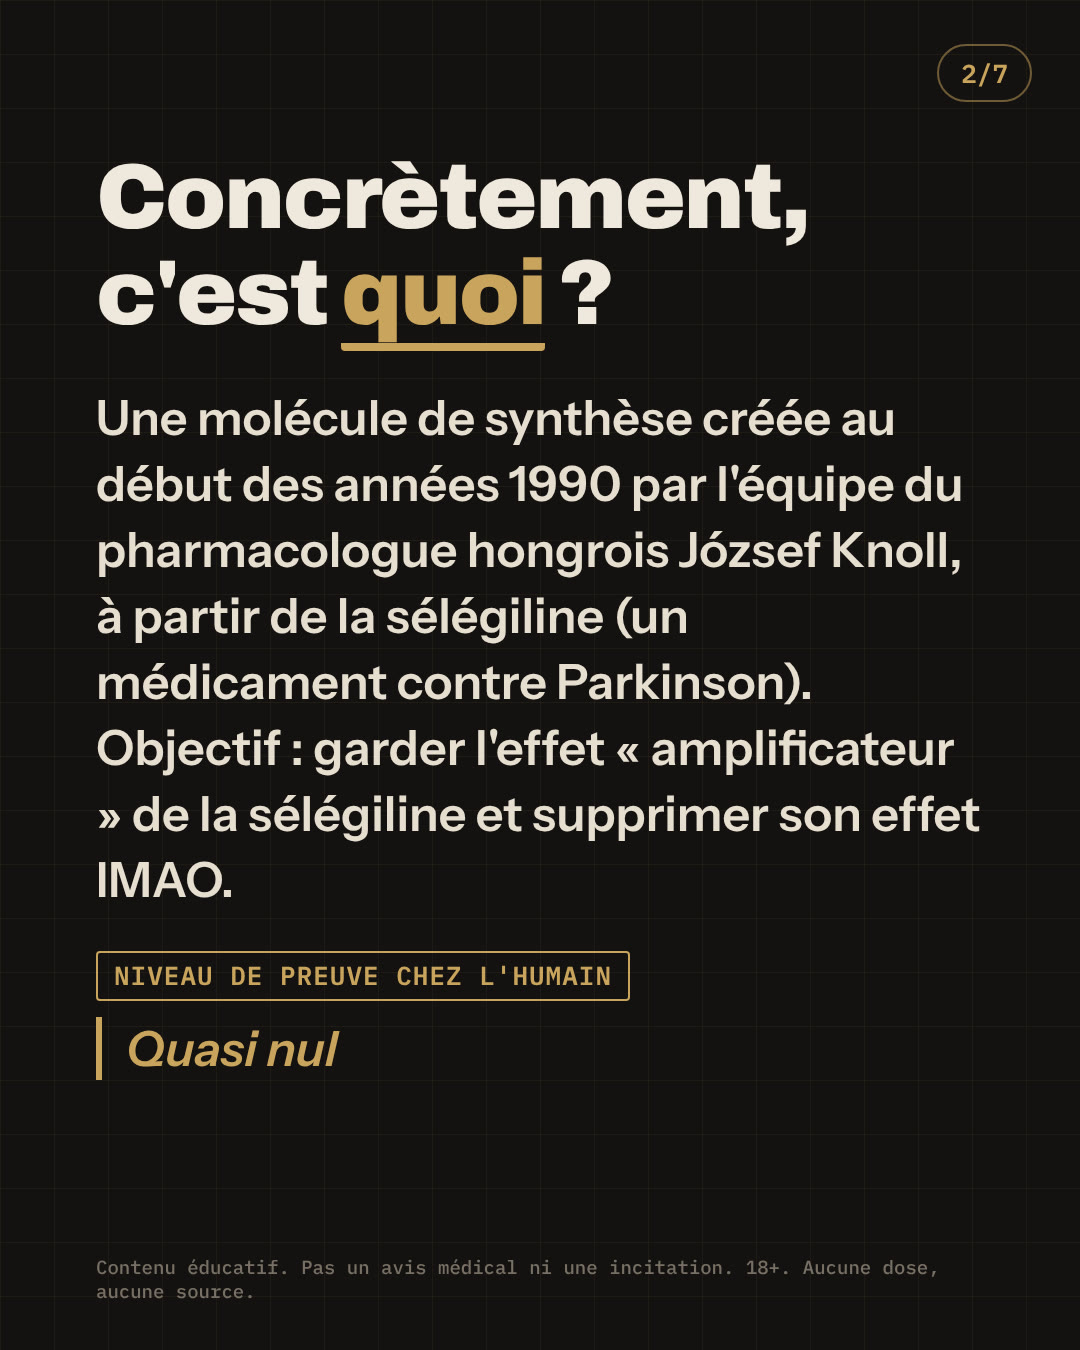 2/7
Concrètement,
c'est quoi ?
Une molécule de synthèse créée au
début des années 1990 par l'équipe du
pharmacologue hongrois József Knoll,
à partir de la sélégiline (un
médicament contre Parkinson).
Objectif : garder l'effet « amplificateur
» de la sélégiline et supprimer son effet
IMAO.
NIVEAU DE PREUVE CHEZ L'HUMAIN
Quasi nul
Contenu éducatif. Pas un avis médical ni une incitation. 18+. Aucune dose,
aucune source.